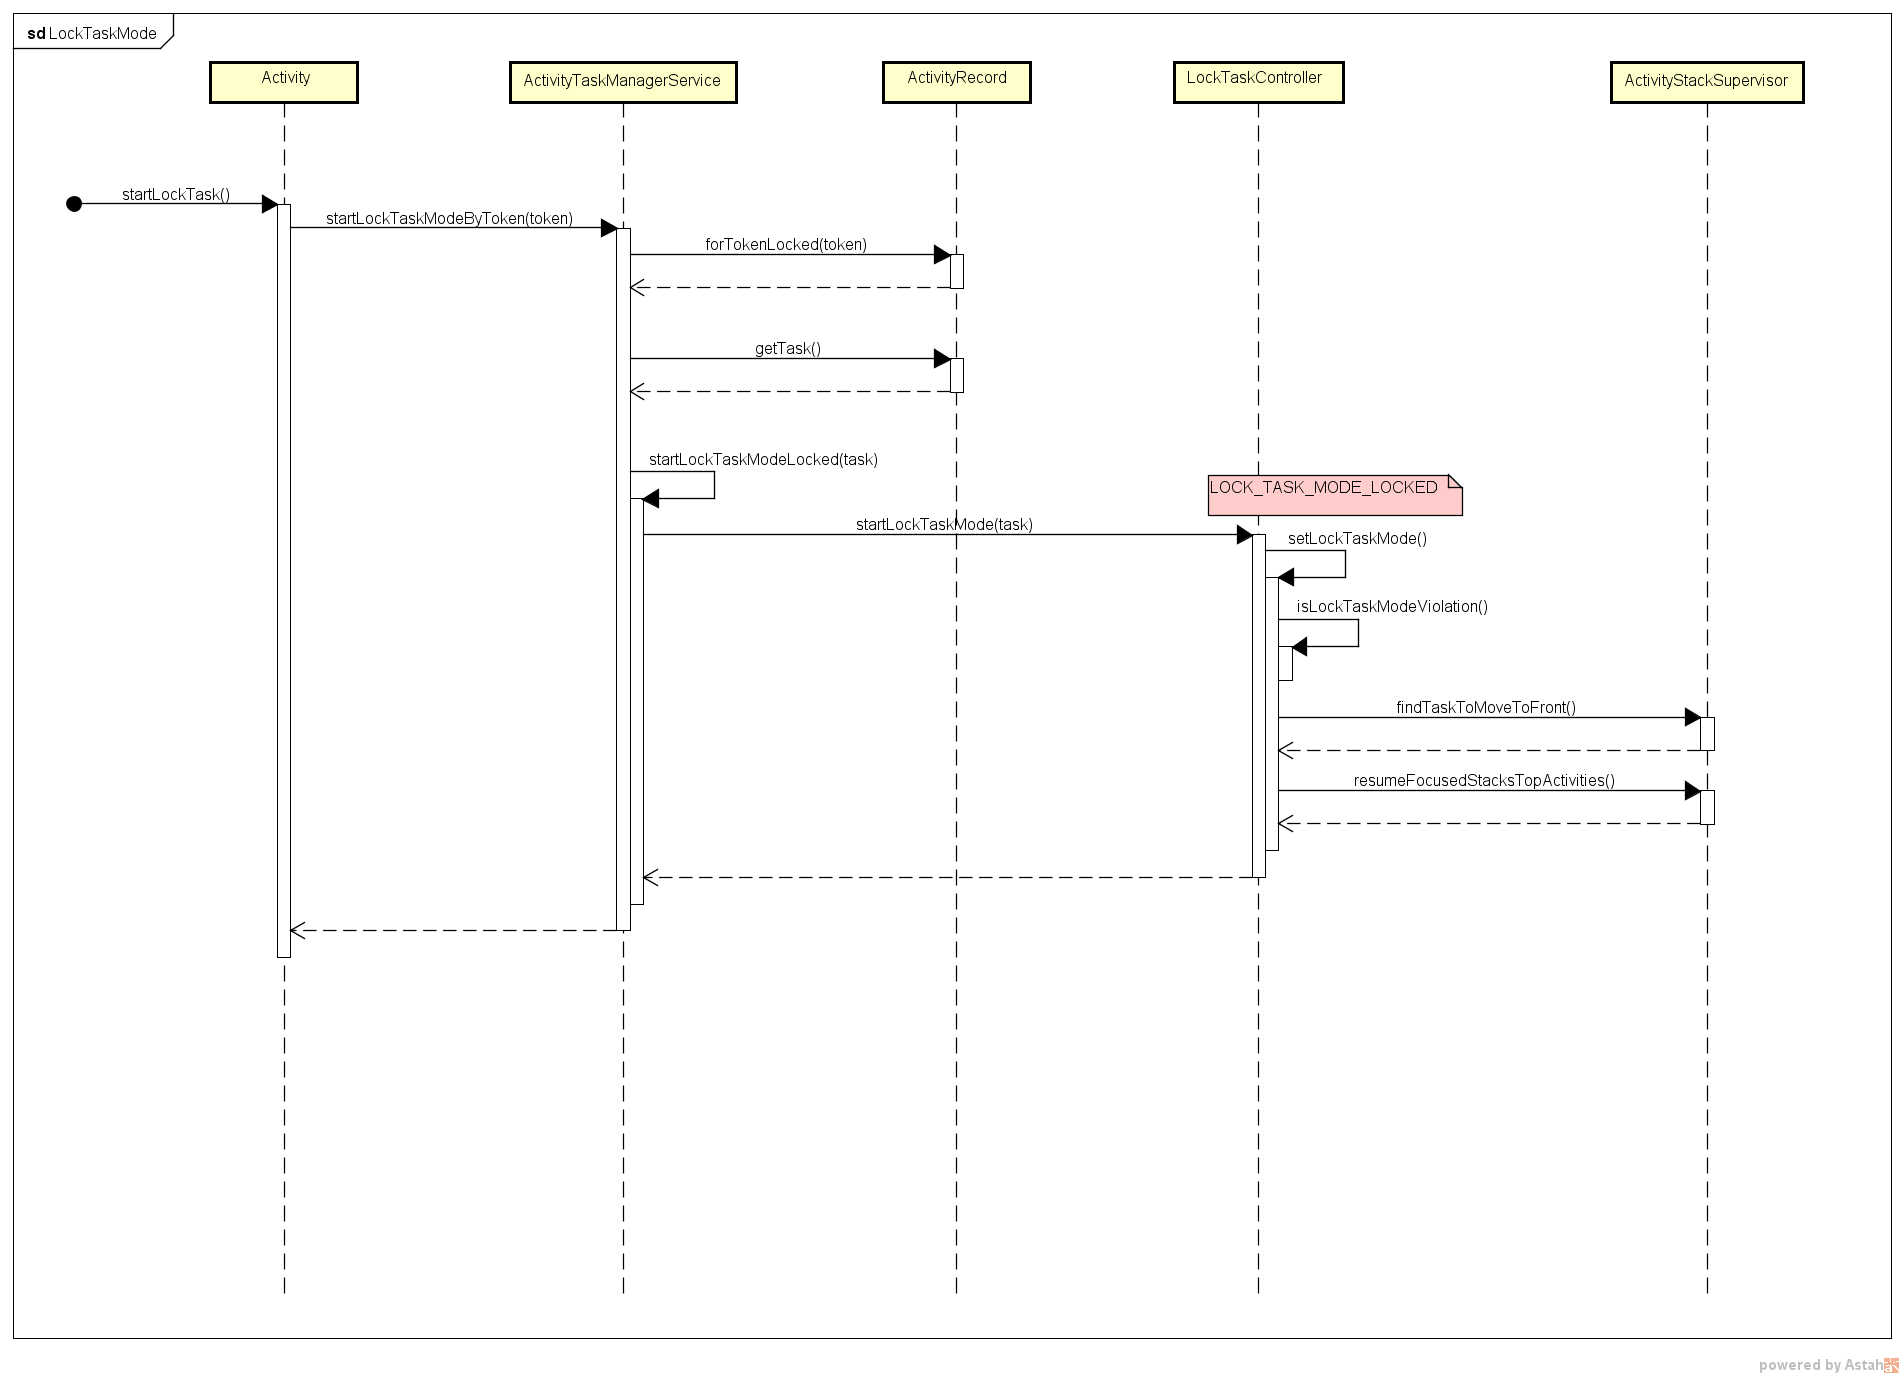 sd LockTaskMode
Activity
ActivityTaskManagerService
ActivityRecord
LockTaskController
ActivityStackSupervisor
startLockTask()
startLockTaskModeByToken(token)
forTokenLocked(token)
getTask()
startLockTaskModeLocked(task)
LOCK_TASK_MODE_LOCKED
startLockTaskMode(task)
setLockTaskMode()
isLockTaskModeViolation()
findTaskToMoveToFront()
resumeFocusedStacksTopActivities()
powered by Astah